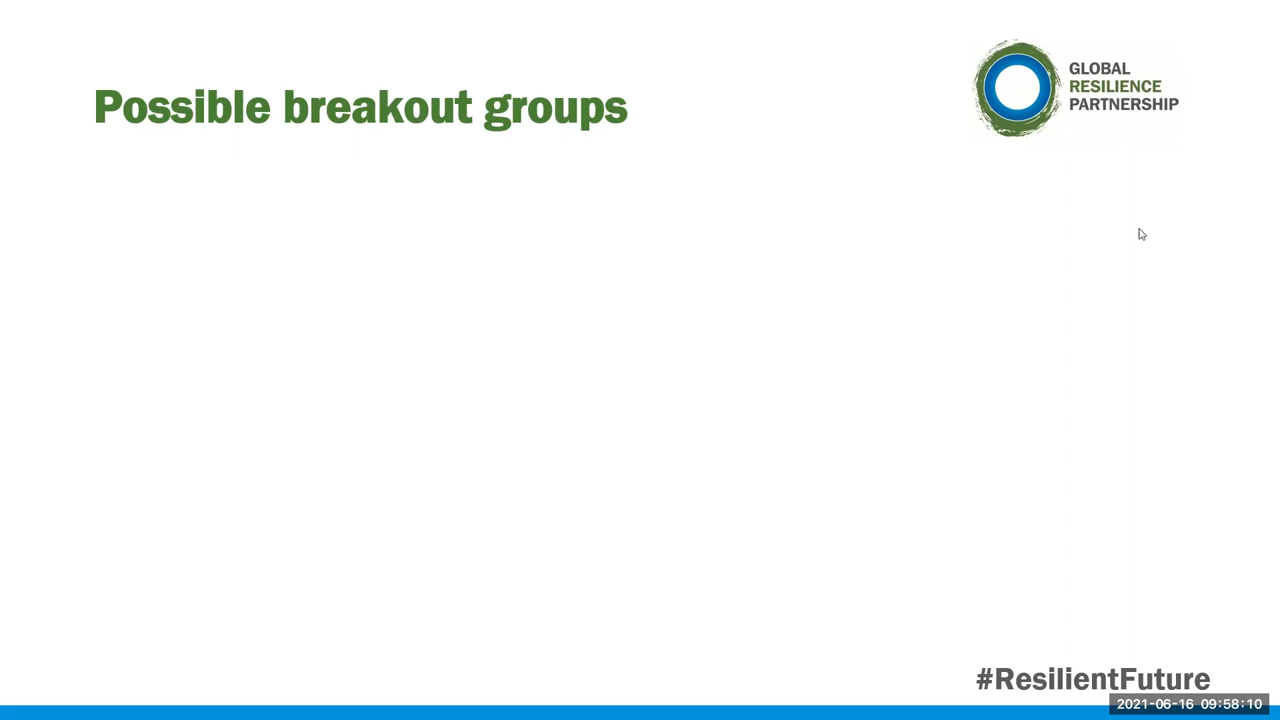 Possible breakout groups
GLOBAL
RESILIENCE
PARTNERSHIP
#ResilientFuture
2021-06-16 09:58:10